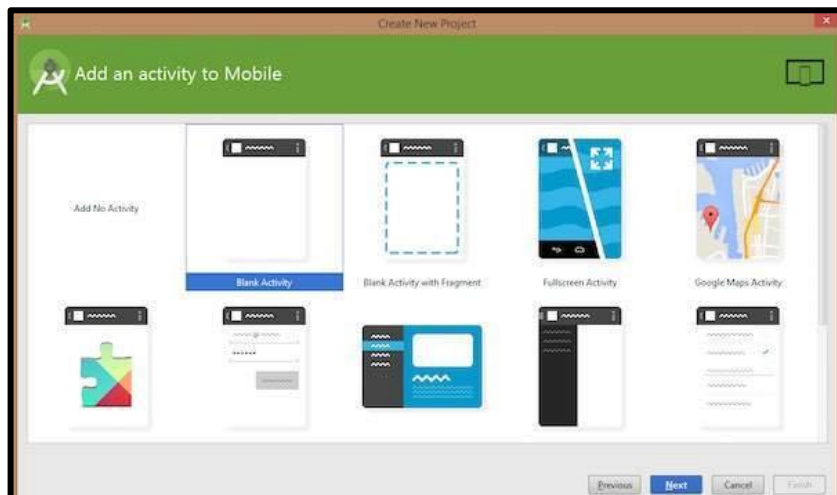 Create New Project
Add an activity to Mobile
Add No Activity
Blank Activity
Blank Activity with Fragment
Fullscreen Activity
Google Maps Activity
Previous
Next
Cancel
Finish